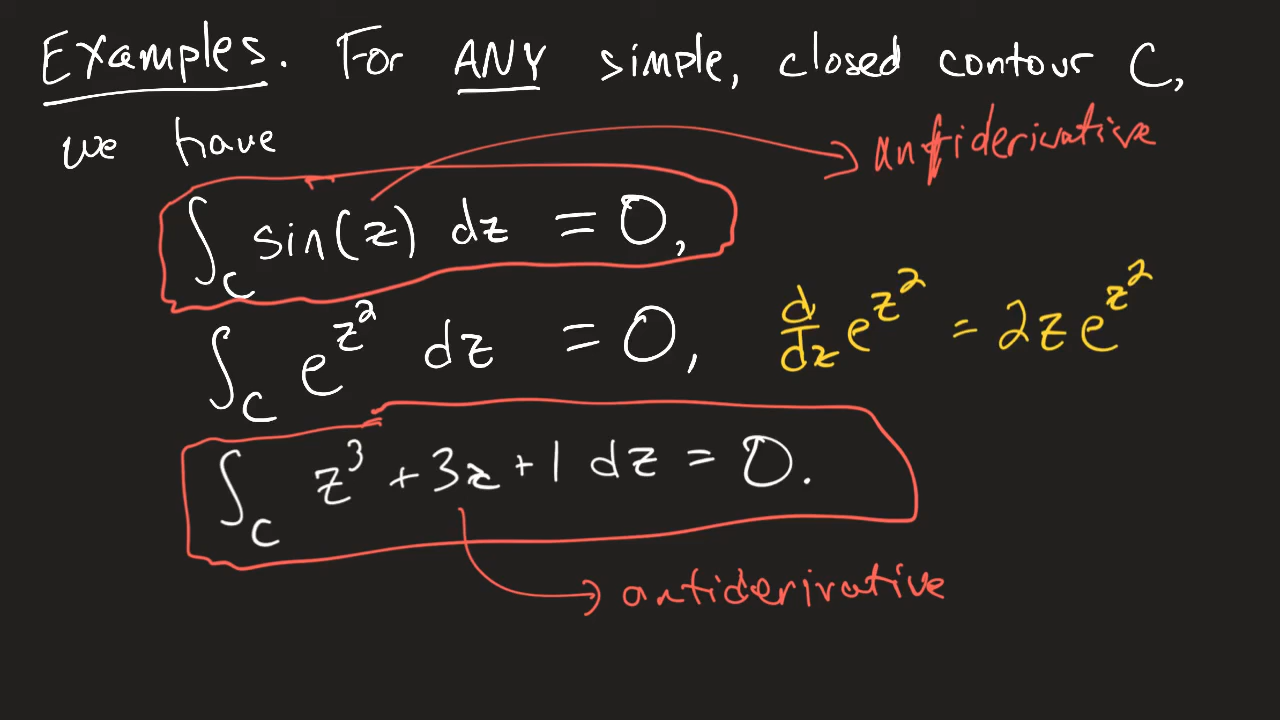 Examples. For ANY simple, closed contour C,
we have
antiderivative
∫_C sin(z) dz = 0,
∫_C e^{z^2} dz = 0, d/dz e^{z^2} = 2z e^{z^2}
∫_C z^3 + 3z + 1 dz = 0.
antiderivative